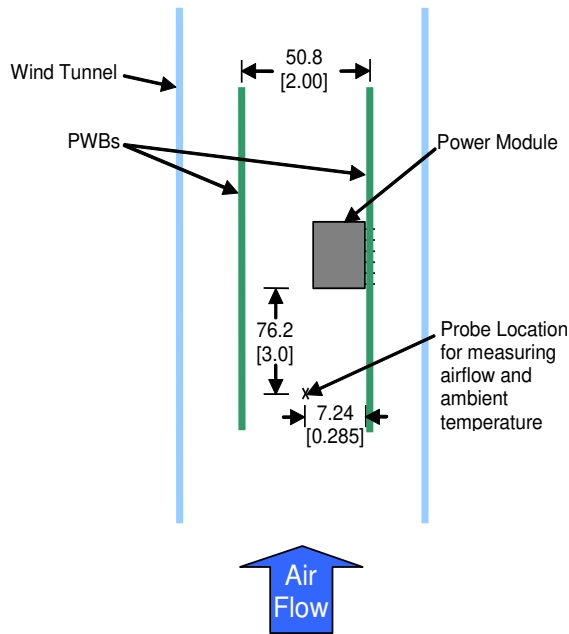 50.8
[2.00]
Wind Tunnel
PWBs
Power Module
76.2
[3.0]
Probe Location
for measuring
airflow and
ambient
temperature
x
7.24
[0.285]
Air
Flow